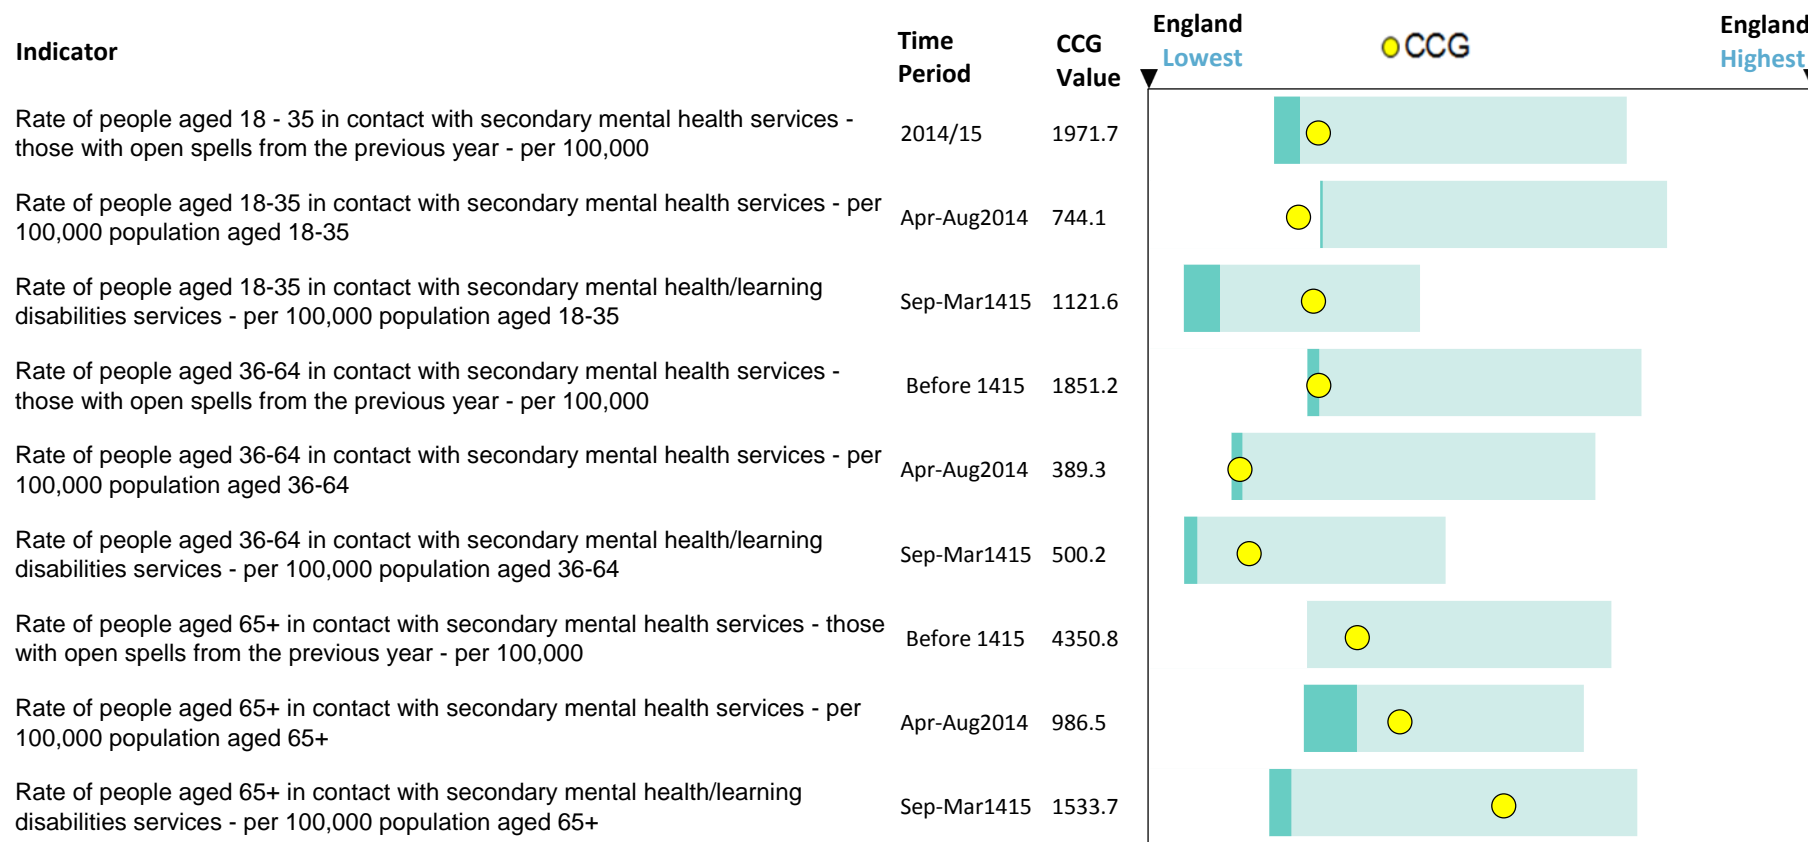 Indicator
Time
Period
CCG
Value
England
Lowest
CCG
England
Highest
Rate of people aged 18 - 35 in contact with secondary mental health services -
those with open spells from the previous year - per 100,000
2014/15
1971.7
Rate of people aged 18-35 in contact with secondary mental health services - per
100,000 population aged 18-35
Apr-Aug2014
744.1
Rate of people aged 18-35 in contact with secondary mental health/learning
disabilities services - per 100,000 population aged 18-35
Sep-Mar1415
1121.6
Rate of people aged 36-64 in contact with secondary mental health services -
those with open spells from the previous year - per 100,000
Before 1415
1851.2
Rate of people aged 36-64 in contact with secondary mental health services - per
100,000 population aged 36-64
Apr-Aug2014
389.3
Rate of people aged 36-64 in contact with secondary mental health/learning
disabilities services - per 100,000 population aged 36-64
Sep-Mar1415
500.2
Rate of people aged 65+ in contact with secondary mental health services - those
with open spells from the previous year - per 100,000
Before 1415
4350.8
Rate of people aged 65+ in contact with secondary mental health services - per
100,000 population aged 65+
Apr-Aug2014
986.5
Rate of people aged 65+ in contact with secondary mental health/learning
disabilities services - per 100,000 population aged 65+
Sep-Mar1415
1533.7